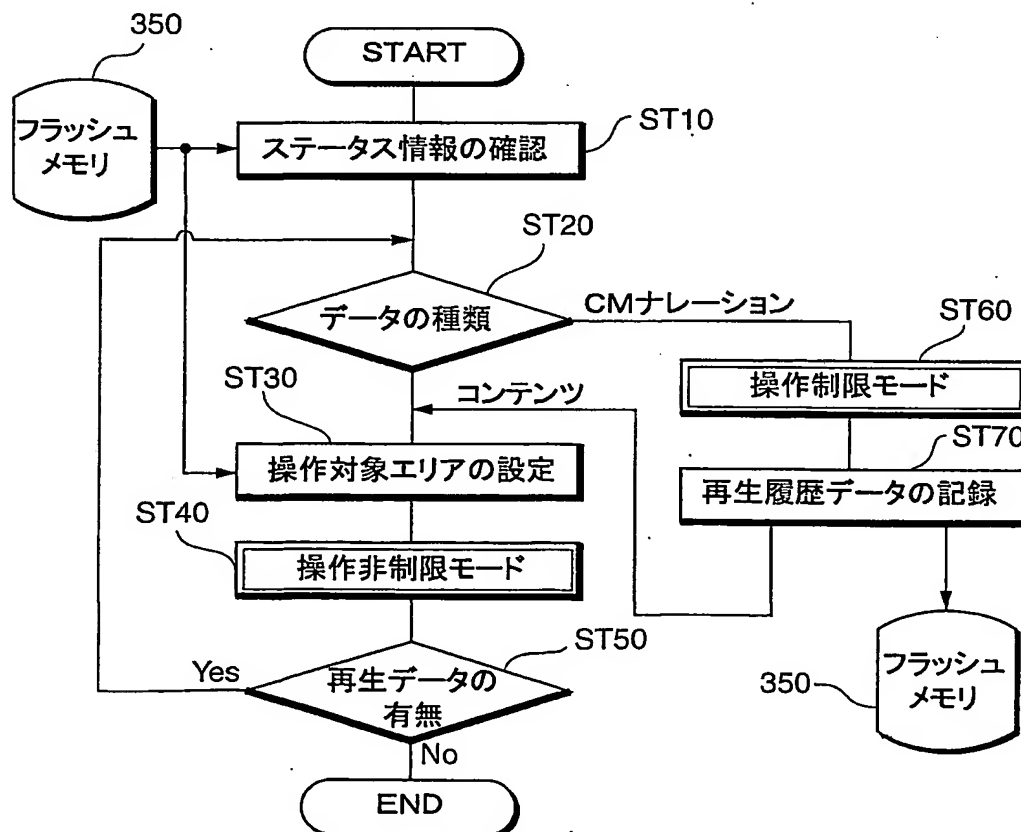 350
START
フラッシュ
メモリ
ST10
ステータス情報の確認
ST20
データの種類
CMナレーション
ST60
操作制限モード
ST30
コンテンツ
ST70
操作対象エリアの設定
再生履歴データの記録
ST40
操作非制限モード
ST50
Yes
再生データの
有無
350
フラッシュ
メモリ
No
END